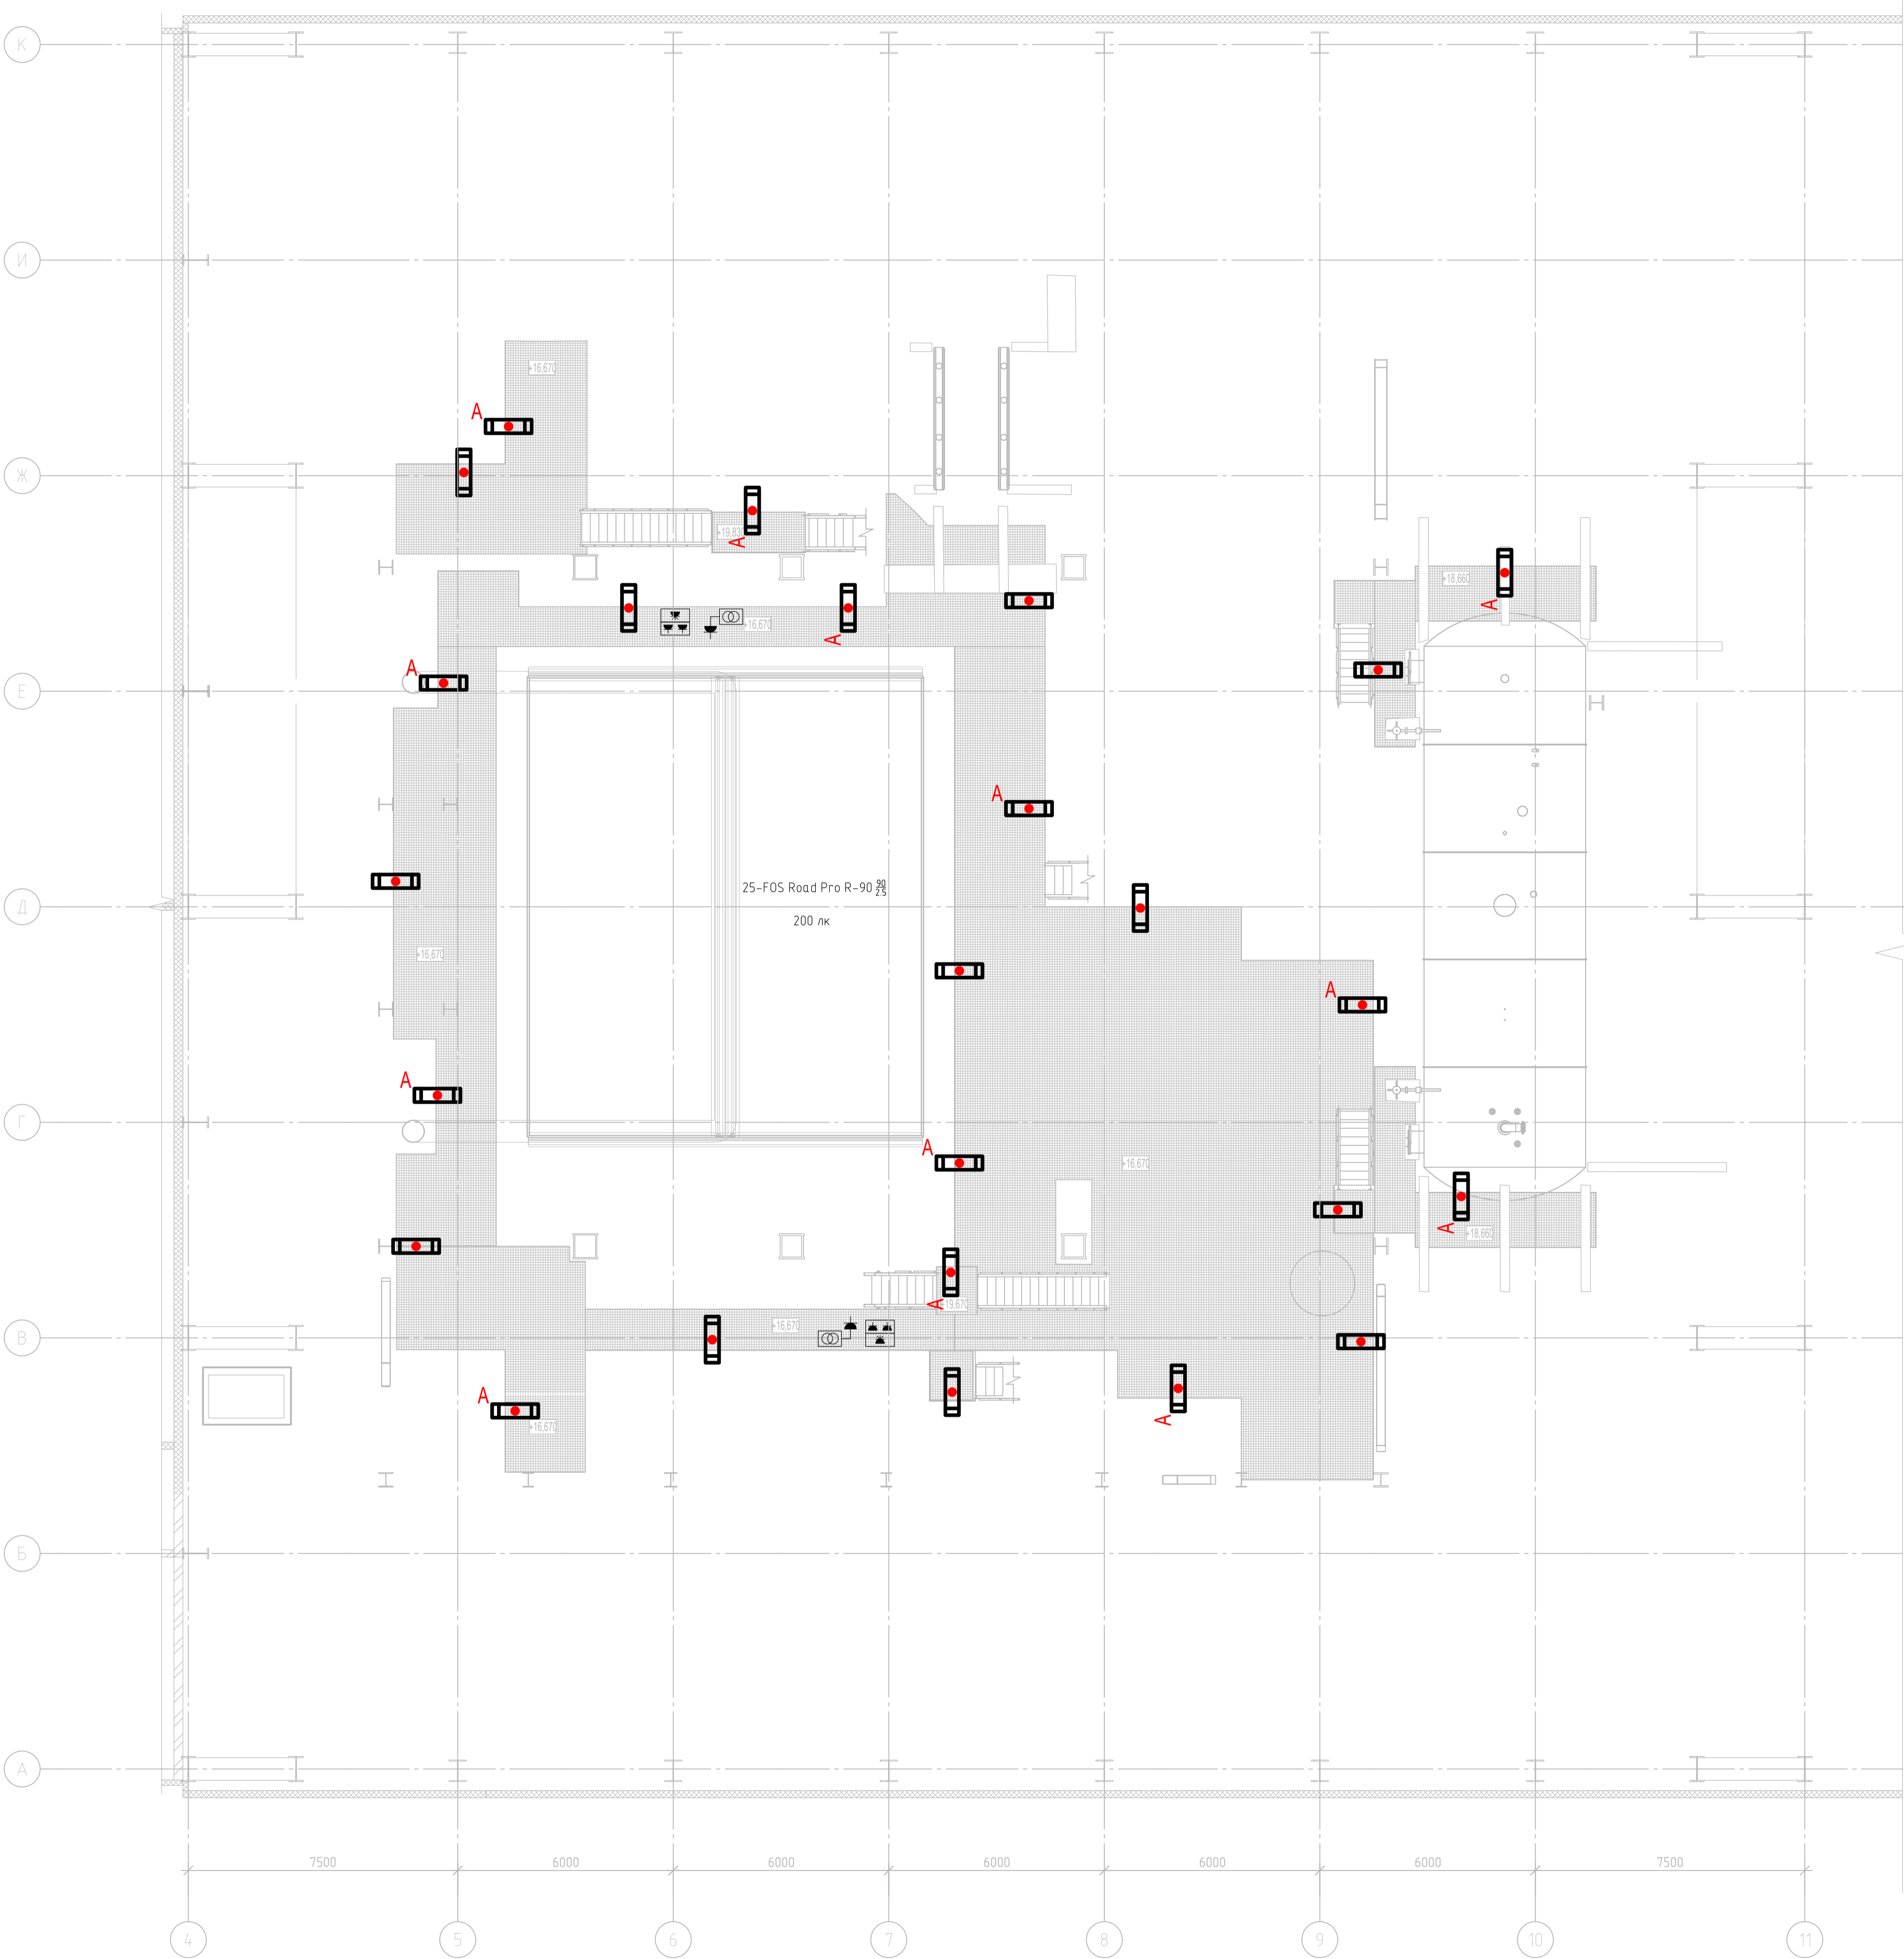 К
И
+16,670
А
Ж
А
+19.830
А
+18,660
А
+16,670
А
А
Е
А
25-FOS Road Pro R-90 90
2.5
200 лк
Д
+16,670
А
А
Г
А
+16,670
А
+18,660
А
+19,670
+16,670
В
А
+16,670
А
Б
А
7500 6000 6000 6000 6000 6000 7500
4 5 6 7 8 9 10 11